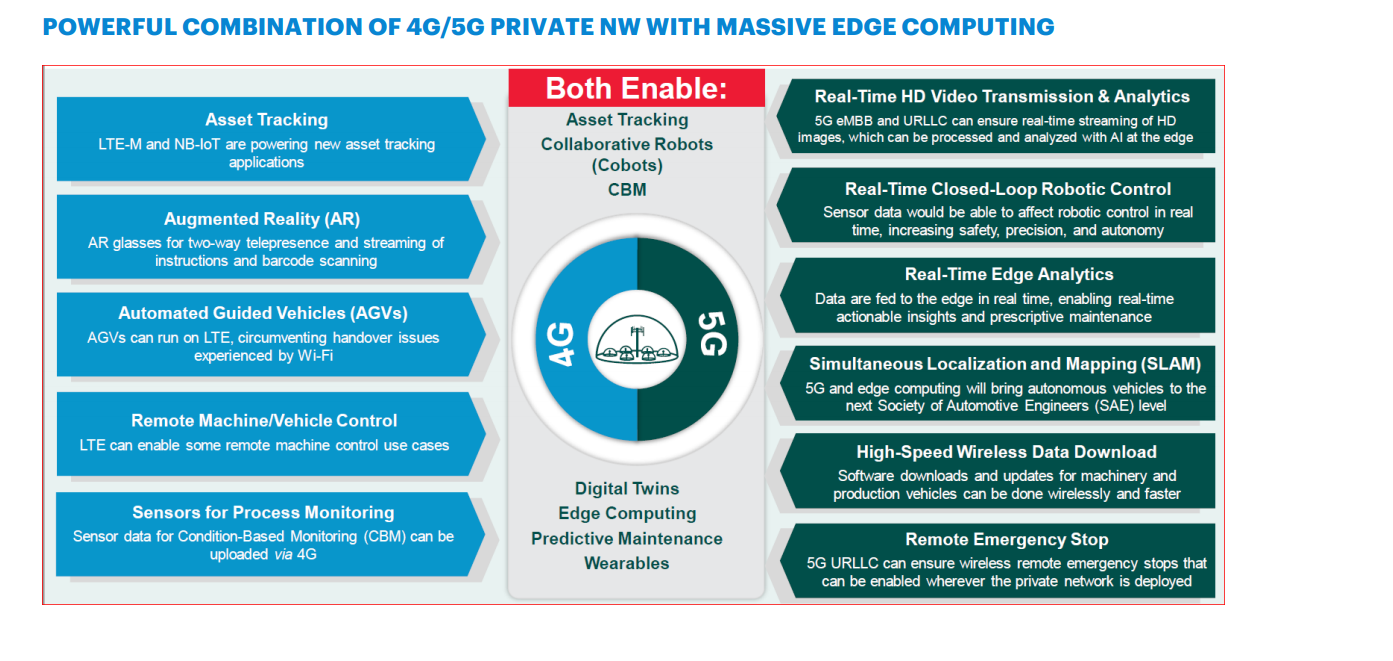 POWERFUL COMBINATION OF 4G/5G PRIVATE NW WITH MASSIVE EDGE COMPUTING
Asset Tracking
LTE-M and NB-IoT are powering new asset tracking
applications
Augmented Reality (AR)
AR glasses for two-way telepresence and streaming of
instructions and barcode scanning
Automated Guided Vehicles (AGVs)
AGVs can run on LTE, circumventing handover issues
experienced by Wi-Fi
Remote Machine/Vehicle Control
LTE can enable some remote machine control use cases
Sensors for Process Monitoring
Sensor data for Condition-Based Monitoring (CBM) can be
uploaded via 4G
Both Enable:
Asset Tracking
Collaborative Robots
(Cobots)
CBM
4G
5G
Digital Twins
Edge Computing
Predictive Maintenance
Wearables
Real-Time HD Video Transmission & Analytics
5G eMBB and URLLC can ensure real-time streaming of HD
images, which can be processed and analyzed with AI at the edge
Real-Time Closed-Loop Robotic Control
Sensor data would be able to affect robotic control in real
time, increasing safety, precision, and autonomy
Real-Time Edge Analytics
Data are fed to the edge in real time, enabling real-time
actionable insights and prescriptive maintenance
Simultaneous Localization and Mapping (SLAM)
5G and edge computing will bring autonomous vehicles to the
next Society of Automotive Engineers (SAE) level
High-Speed Wireless Data Download
Software downloads and updates for machinery and
production vehicles can be done wirelessly and faster
Remote Emergency Stop
5G URLLC can ensure wireless remote emergency stops that
can be enabled wherever the private network is deployed